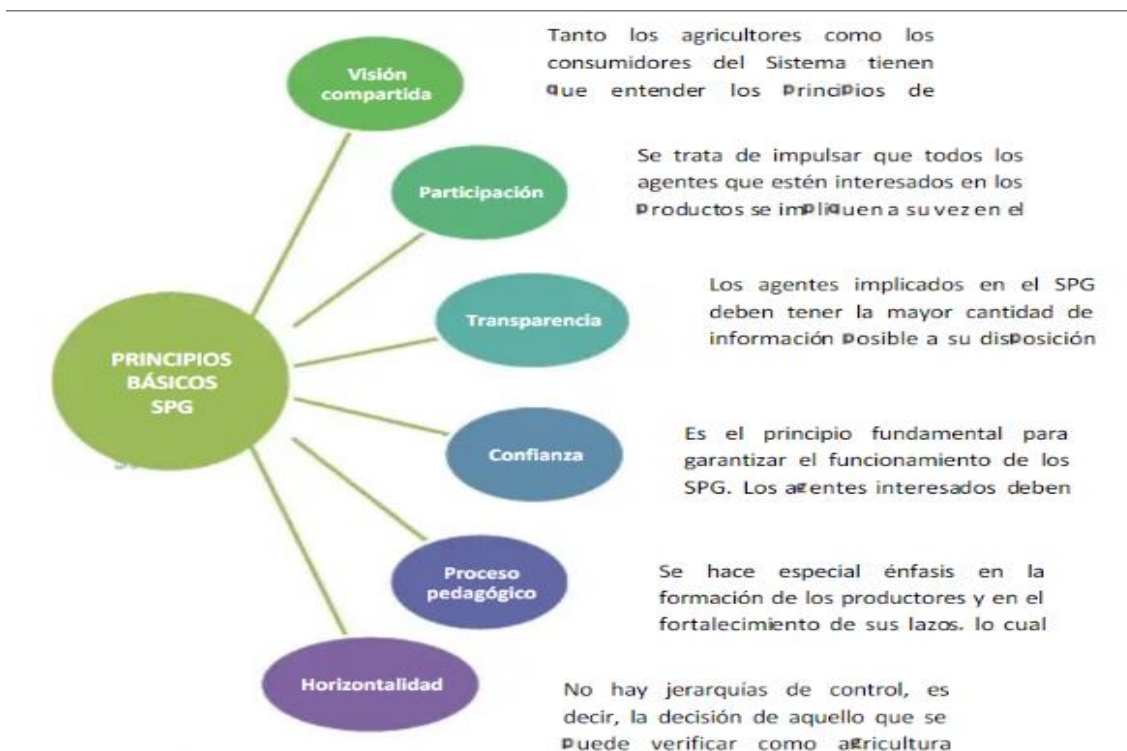 Visión
compartida
Tanto los agricultores como los
consumidores del Sistema tienen
que entender los principios de
Participación
Se trata de impulsar que todos los
agentes que estén interesados en los
productos se impliquen a su vez en el
Transparencia
Los agentes implicados en el SPG
deben tener la mayor cantidad de
información posible a su disposición
PRINCIPIOS
BÁSICOS
SPG
Confianza
Es el principio fundamental para
garantizar el funcionamiento de los
SPG. Los agentes interesados deben
Proceso
pedagógico
Se hace especial énfasis en la
formación de los productores y en el
fortalecimiento de sus lazos. lo cual
Horizontalidad
No hay jerarquías de control, es
decir, la decisión de aquello que se
puede verificar como agricultura